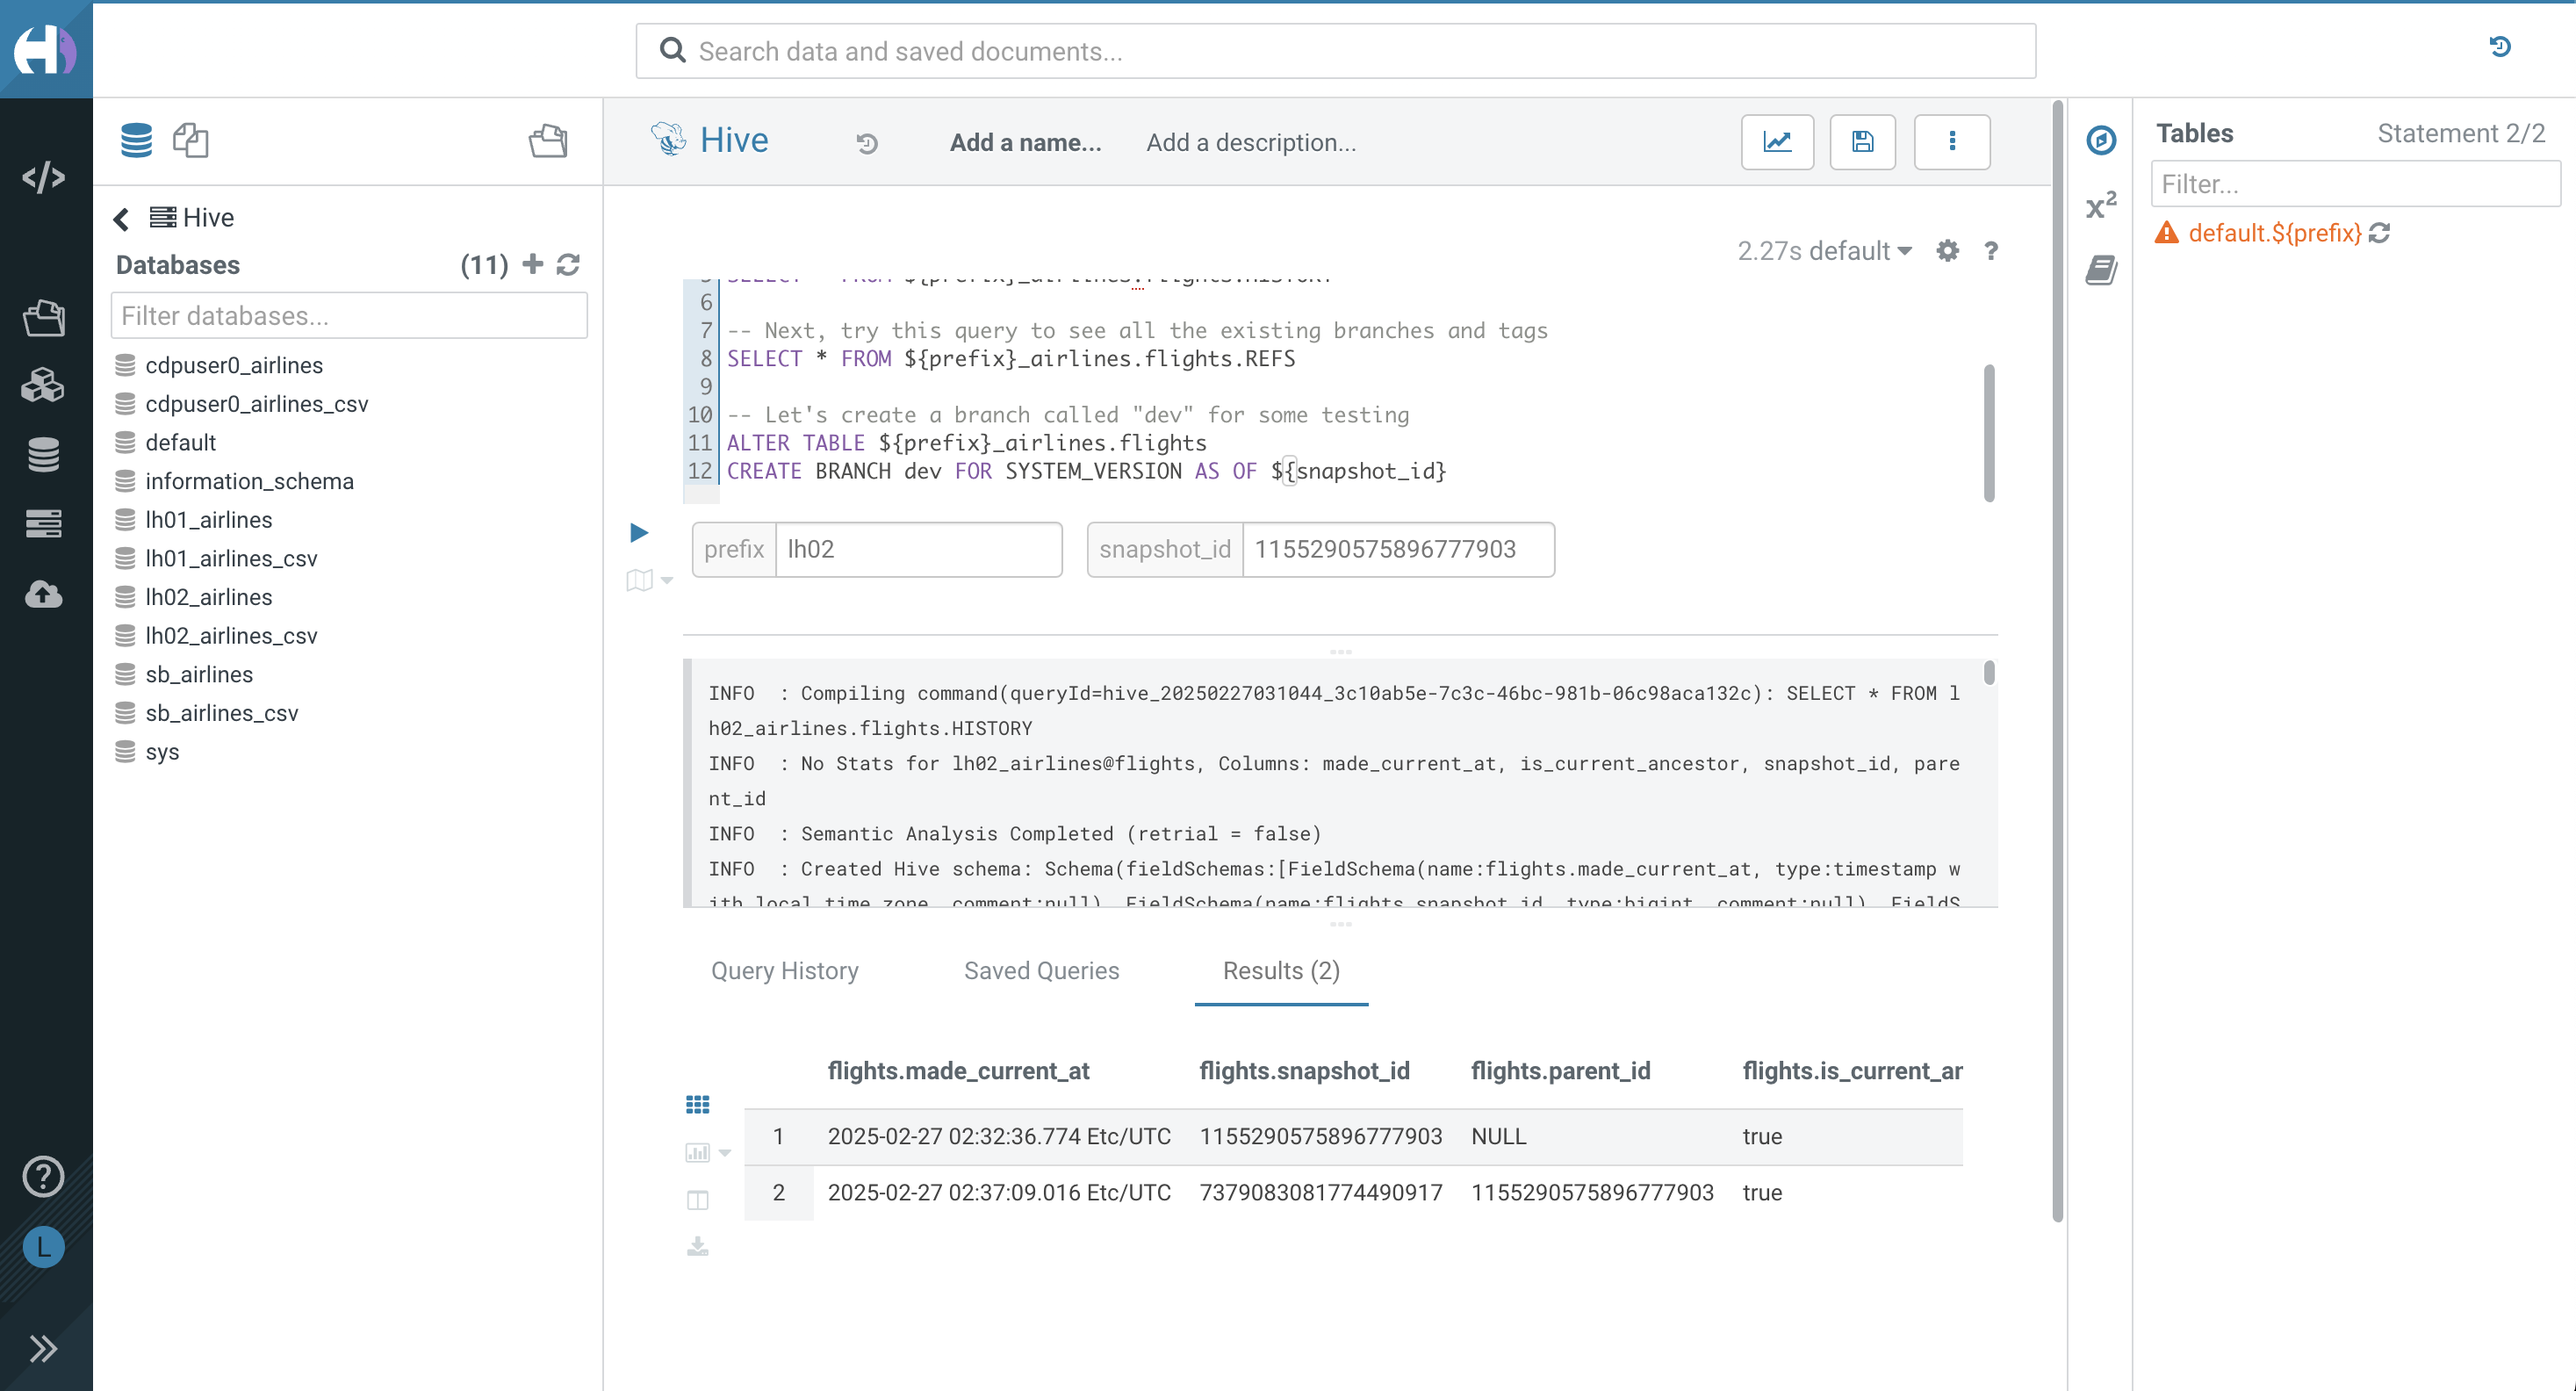 Search data and saved documents...
Hive
Databases (11)
Filter databases...
cdpuser0_airlines
cdpuser0_airlines_csv
default
information_schema
lh01_airlines
lh01_airlines_csv
lh02_airlines
lh02_airlines_csv
sb_airlines
sb_airlines_csv
sys
L
Hive
Add a name...
Add a description...
2.27s default
?
6
7 -- Next, try this query to see all the existing branches and tags
8 SELECT * FROM ${prefix}_airlines.flights.REFS
9
10 -- Let's create a branch called "dev" for some testing
11 ALTER TABLE ${prefix}_airlines.flights
12 CREATE BRANCH dev FOR SYSTEM_VERSION AS OF ${snapshot_id}
prefix lh02 snapshot_id 1155290575896777903
INFO : Compiling command(queryId=hive_20250227031044_3c10ab5e-7c3c-46bc-981b-06c98aca132c): SELECT * FROM l
h02_airlines.flights.HISTORY
INFO : No Stats for lh02_airlines@flights, Columns: made_current_at, is_current_ancestor, snapshot_id, pare
nt_id
INFO : Semantic Analysis Completed (retrial = false)
INFO : Created Hive schema: Schema(fieldSchemas:[FieldSchema(name:flights.made_current_at, type:timestamp w
ith local time zone, comment:null), FieldSchema(name:flights.snapshot_id, type:bigint, comment:null), FieldS
Query History
Saved Queries
Results (2)
flights.made_current_at flights.snapshot_id flights.parent_id flights.is_current_an
1 2025-02-27 02:32:36.774 Etc/UTC 1155290575896777903 NULL true
2 2025-02-27 02:37:09.016 Etc/UTC 7379083081774490917 1155290575896777903 true
x²
Tables
Statement 2/2
Filter...
default.${prefix}